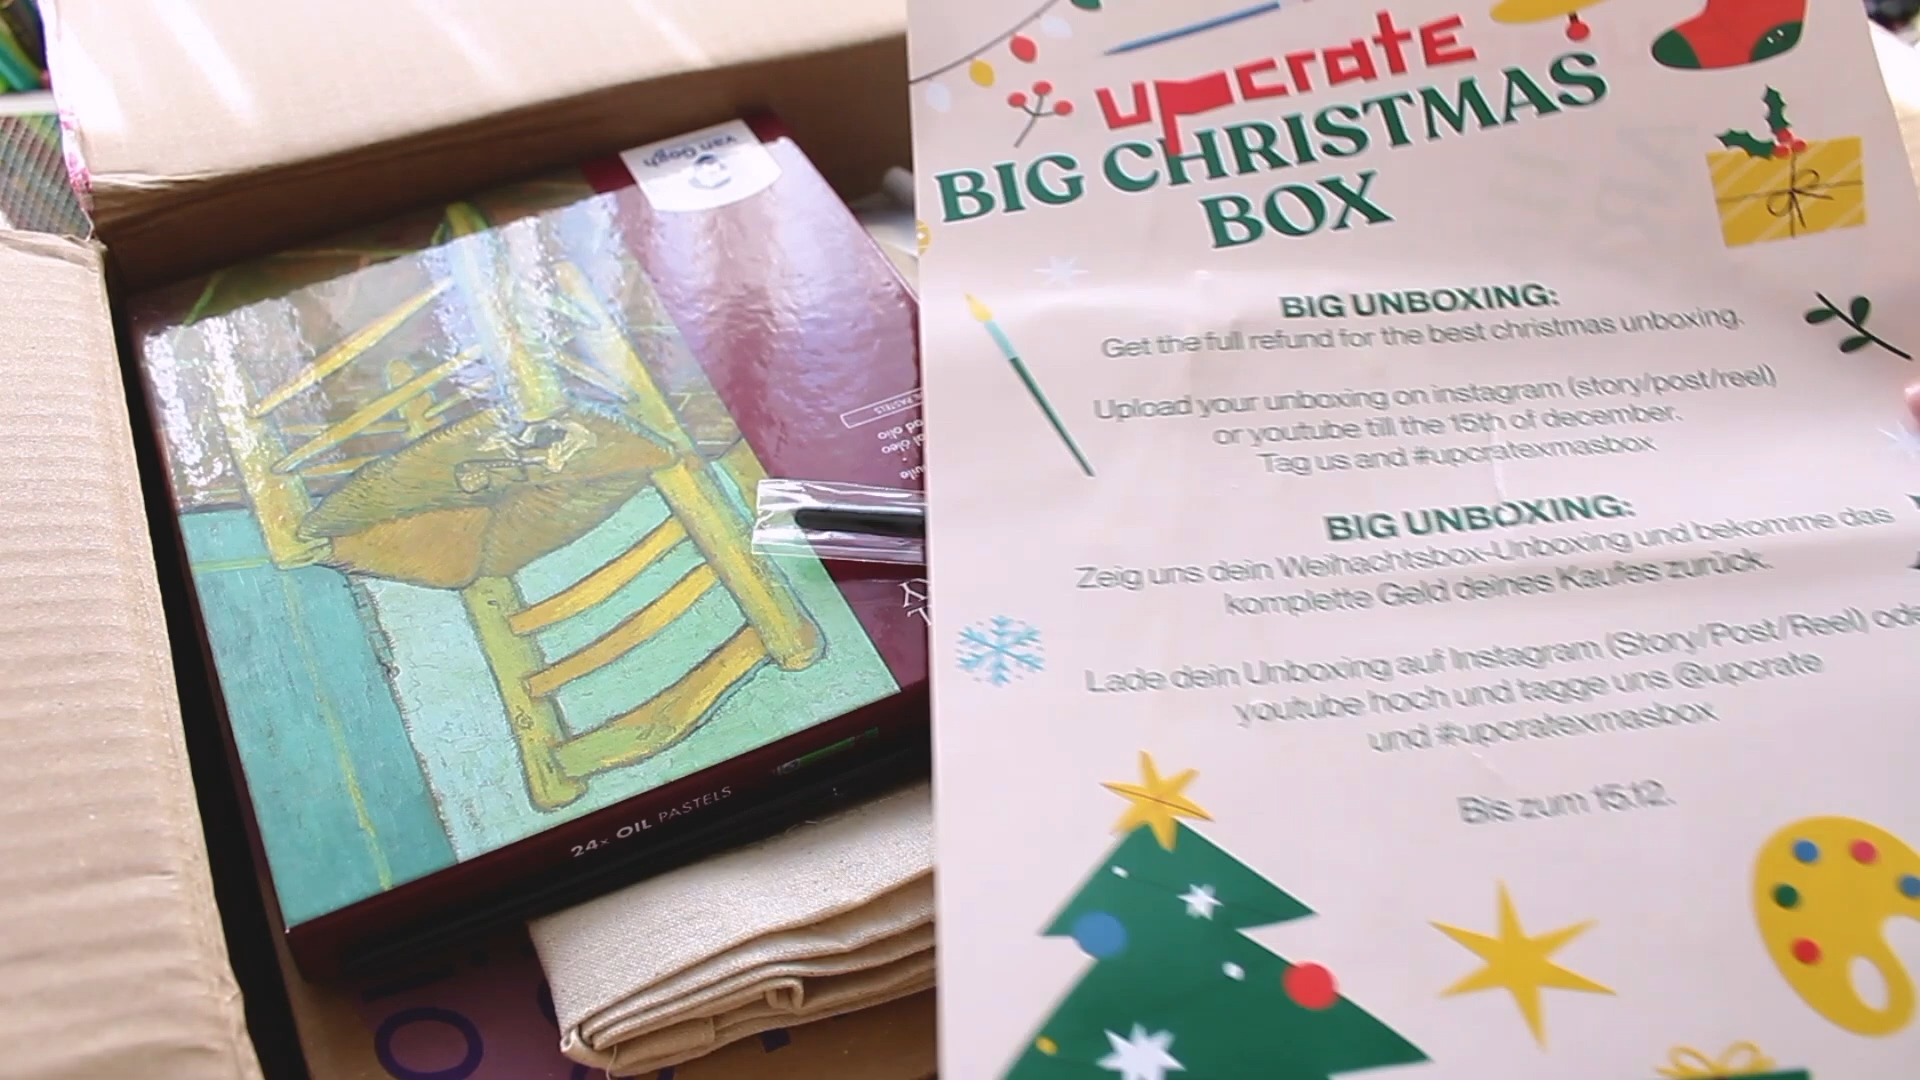 upcrate
BIG CHRISTMAS
BOX
BIG UNBOXING:
Get the full refund for the best christmas unboxing.
Upload your unboxing on instagram (story/post/reel)
or youtube till the 15th of december.
Tag us and #upcratexmasbox
BIG UNBOXING:
Zeig uns dein Weihachtsbox-Unboxing und bekomme das
komplette Geld deines Kaufes zurück.
Lade dein Unboxing auf Instagram (Story/Post/Reel) ode
youtube hoch und tagge uns @upcrate
und #upcratexmasbox
Bis zum 15.12.
van Gogh
24x OIL PASTELS